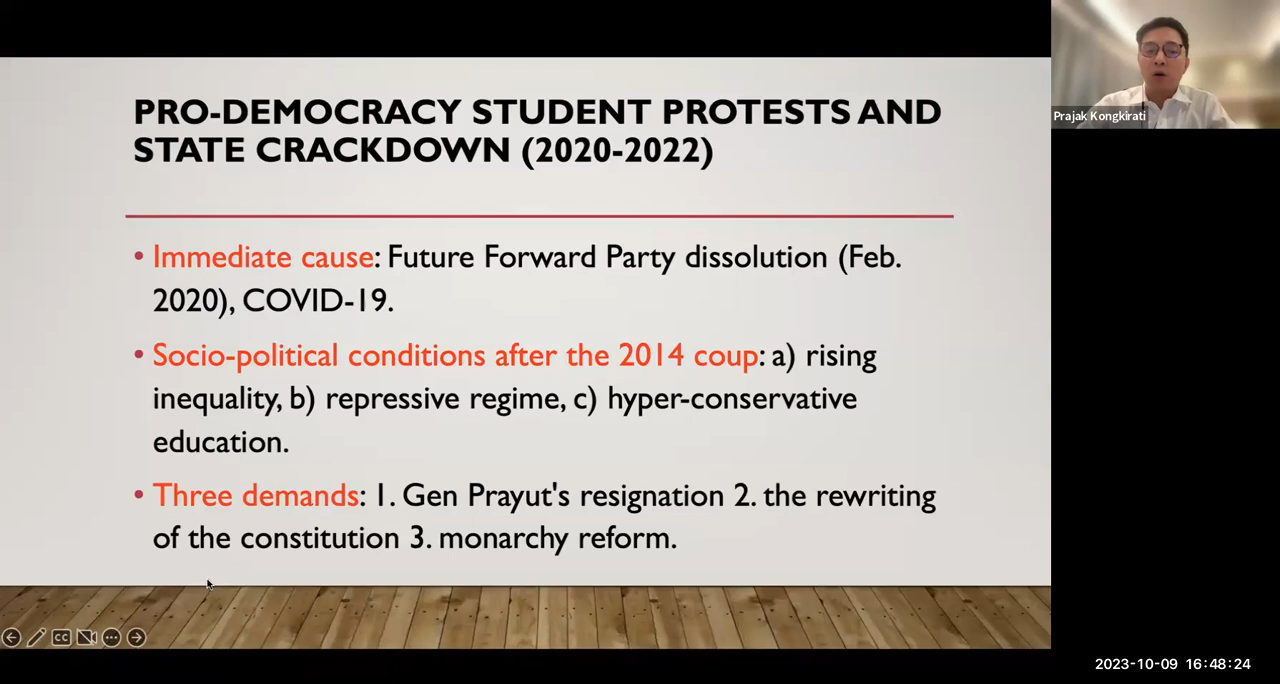 PRO-DEMOCRACY STUDENT PROTESTS AND
STATE CRACKDOWN (2020-2022)
• Immediate cause: Future Forward Party dissolution (Feb.
2020), COVID-19.
• Socio-political conditions after the 2014 coup: a) rising
inequality, b) repressive regime, c) hyper-conservative
education.
• Three demands: 1. Gen Prayut's resignation 2. the rewriting
of the constitution 3. monarchy reform.
Prajak Kongkirati
CC
2023-10-09 16:48:24